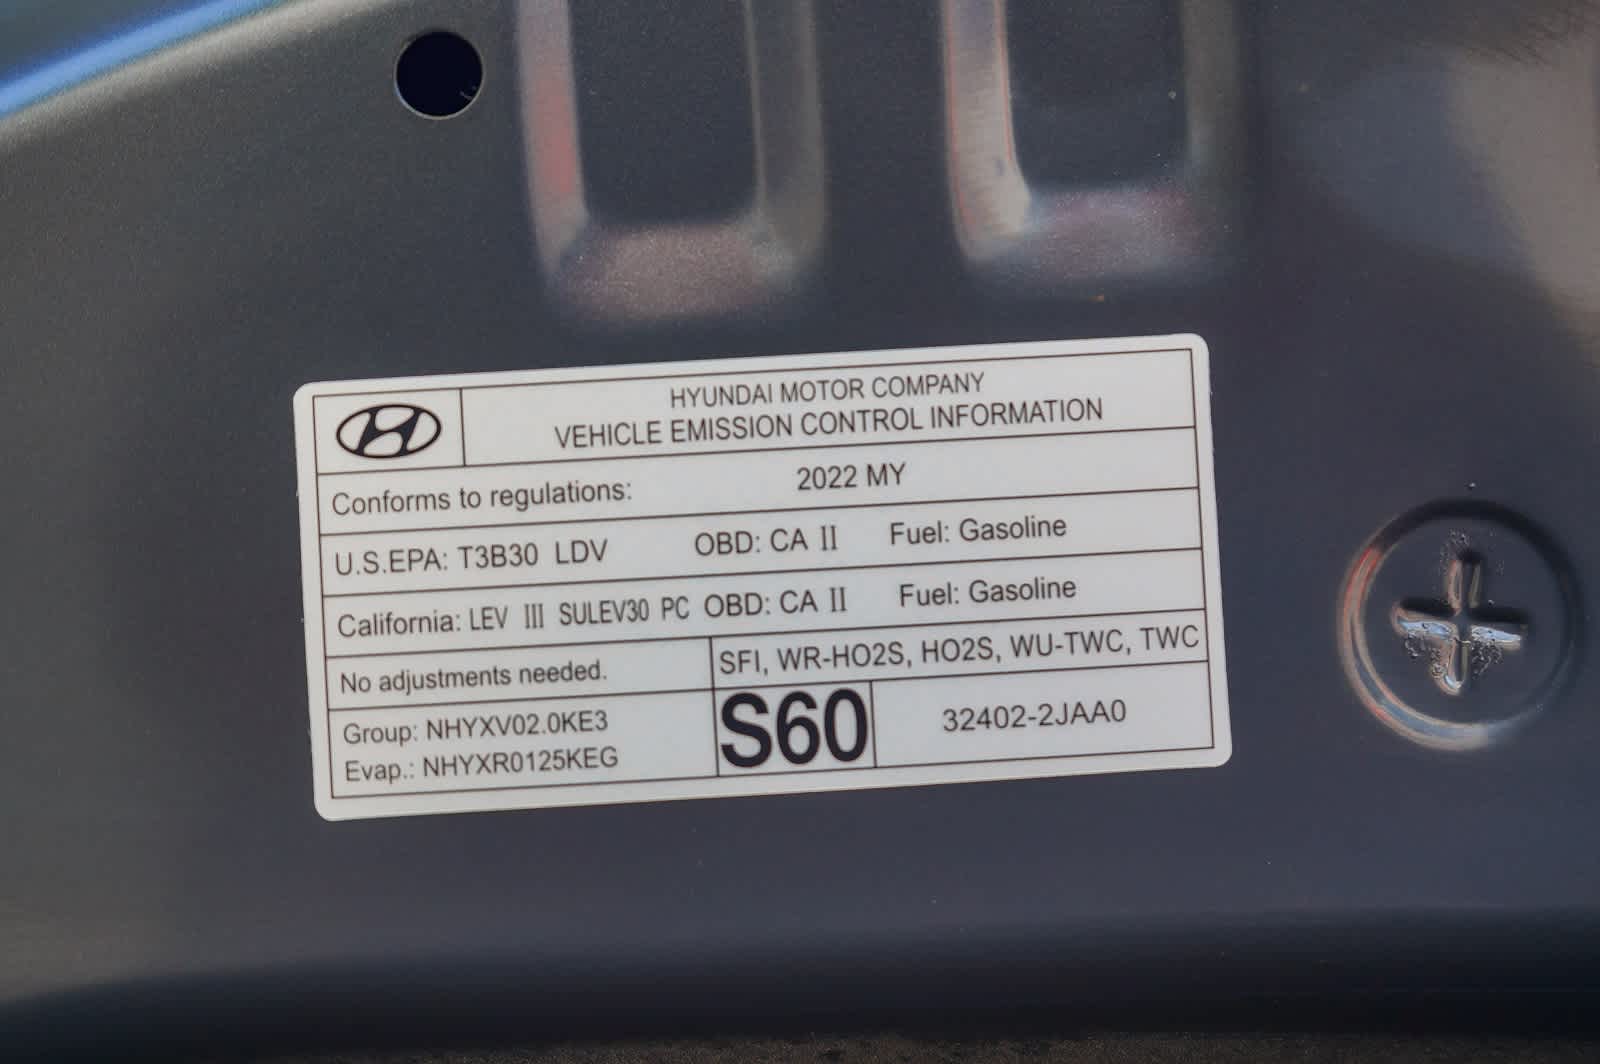 HYUNDAI MOTOR COMPANY
VEHICLE EMISSION CONTROL INFORMATION
Conforms to regulations: 2022 MY
U.S.EPA: T3B30 LDV OBD: CA II Fuel: Gasoline
California: LEV III SULEV30 PC OBD: CA II Fuel: Gasoline
No adjustments needed. SFI, WR-HO2S, HO2S, WU-TWC, TWC
Group: NHYXV02.0KE3
Evap.: NHYXR0125KEG
S60
32402-2JAA0